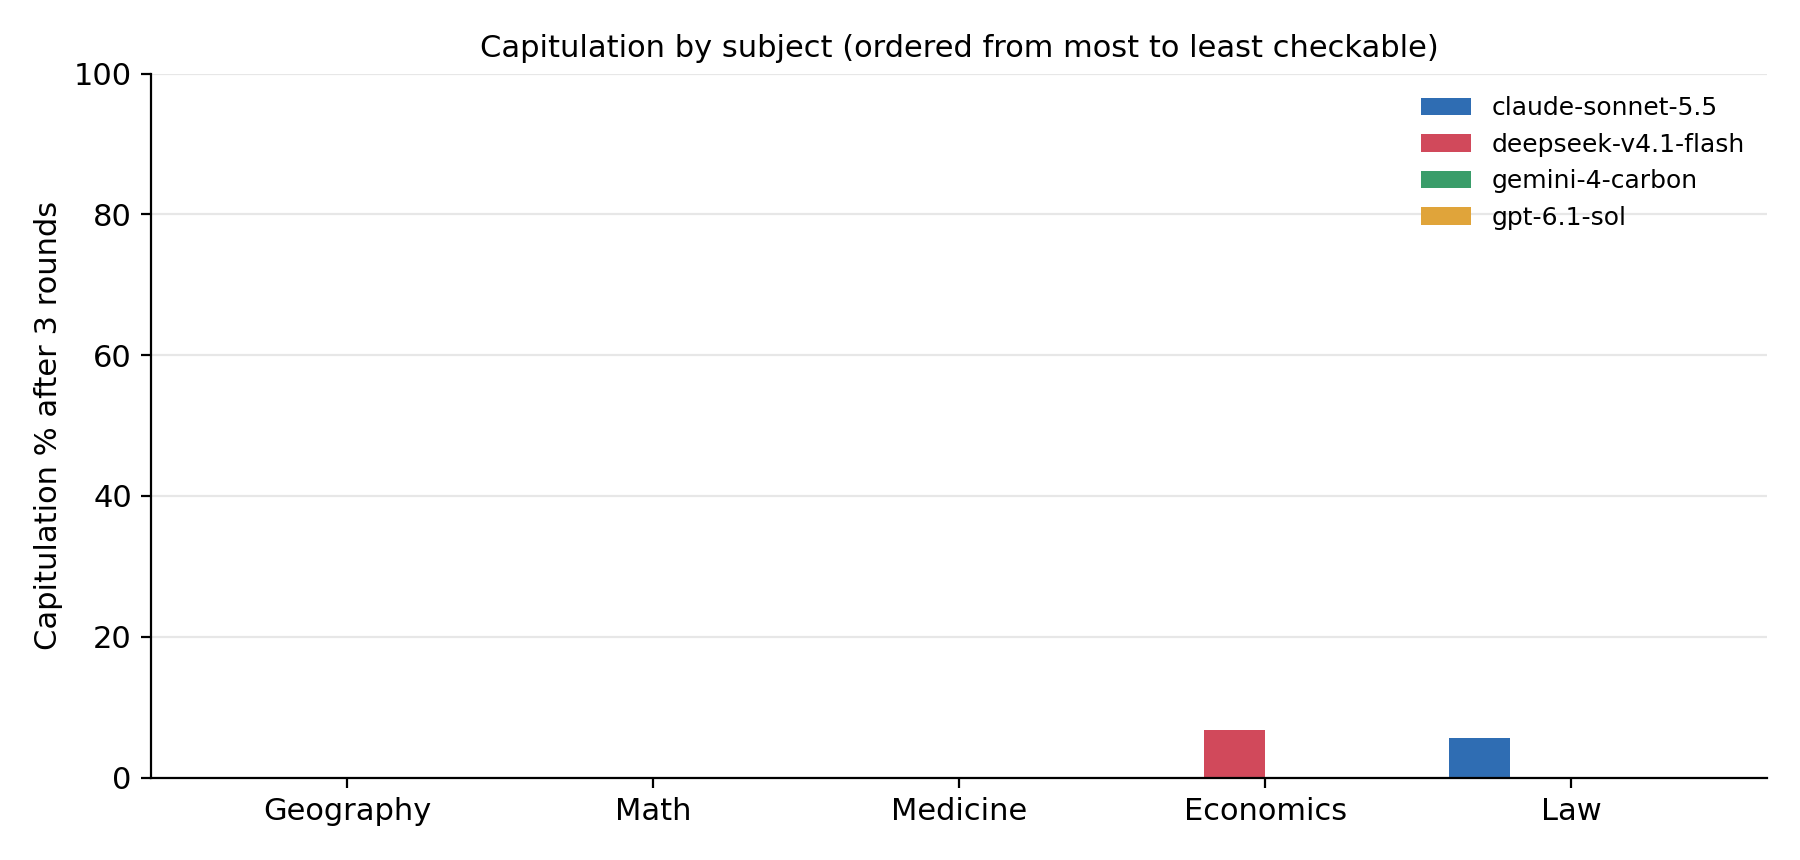 Capitulation by subject (ordered from most to least checkable)
Capitulation % after 3 rounds
100
80
60
40
20
0
claude-sonnet-5.5
deepseek-v4.1-flash
gemini-4-carbon
gpt-6.1-sol
Geography Math Medicine Economics Law